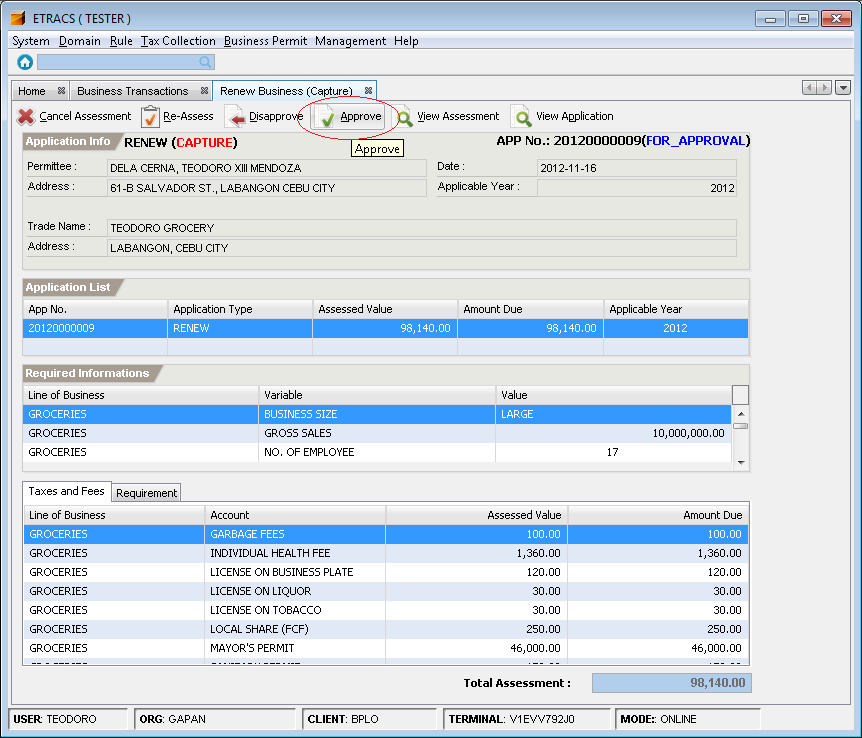 ETRACS ( TESTER )
System Domain Rule Tax Collection Business Permit Management Help
Home Business Transactions Renew Business (Capture)
Cancel Assessment Re-Assess Disapprove Approve View Assessment View Application
Application Info RENEW (CAPTURE) APP No.: 20120000009(FOR_APPROVAL)
Approve
Permittee : DELA CERNA, TEODORO XIII MENDOZA Date : 2012-11-16
Address : 61-B SALVADOR ST., LABANGON CEBU CITY Applicable Year : 2012
Trade Name : TEODORO GROCERY
Address : LABANGON, CEBU CITY
Application List
App No. Application Type Assessed Value Amount Due Applicable Year
20120000009 RENEW 98,140.00 98,140.00 2012
Required Informations
Line of Business Variable Value
GROCERIES BUSINESS SIZE LARGE
GROCERIES GROSS SALES 10,000,000.00
GROCERIES NO. OF EMPLOYEE 17
Taxes and Fees Requirement
Line of Business Account Assessed Value Amount Due
GROCERIES GARBAGE FEES 100.00 100.00
GROCERIES INDIVIDUAL HEALTH FEE 1,360.00 1,360.00
GROCERIES LICENSE ON BUSINESS PLATE 120.00 120.00
GROCERIES LICENSE ON LIQUOR 30.00 30.00
GROCERIES LICENSE ON TOBACCO 30.00 30.00
GROCERIES LOCAL SHARE (FCF) 250.00 250.00
GROCERIES MAYOR'S PERMIT 46,000.00 46,000.00
Total Assessment : 98,140.00
USER: TEODORO ORG: GAPAN CLIENT: BPLO TERMINAL: V1EVV792J0 MODE:: ONLINE